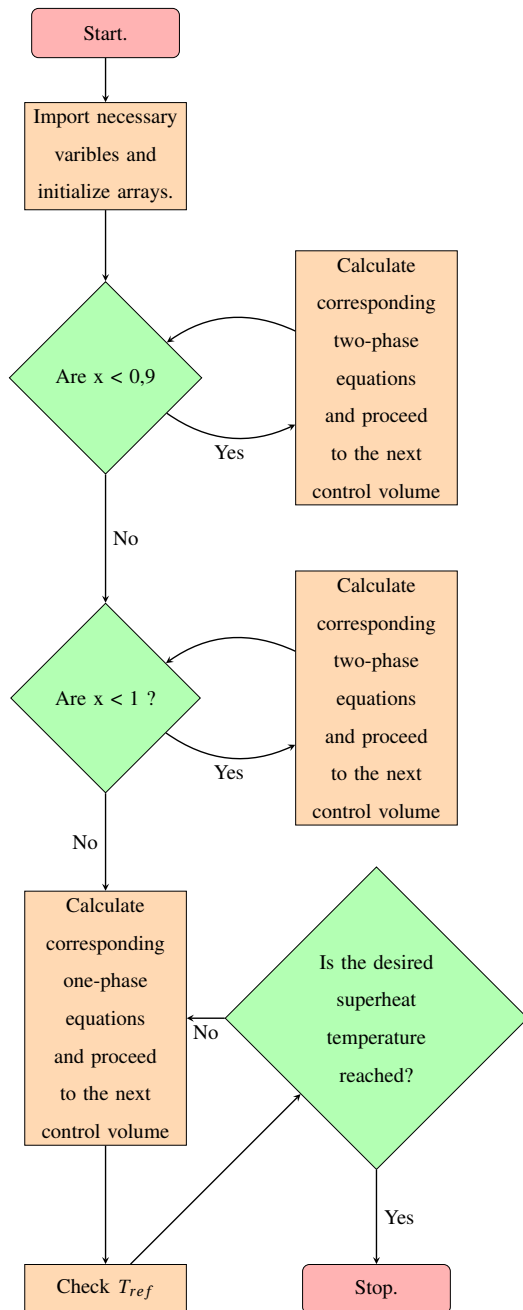 Start.
Import necessary
varibles and
initialize arrays.
Are x < 0,9
Calculate
corresponding
two-phase
equations
and proceed
to the next
control volume
Yes
No
Are x < 1 ?
Calculate
corresponding
two-phase
equations
and proceed
to the next
control volume
Yes
No
Calculate
corresponding
one-phase
equations
and proceed
to the next
control volume
Is the desired
superheat
temperature
reached?
No
Yes
Check T_ref
Stop.